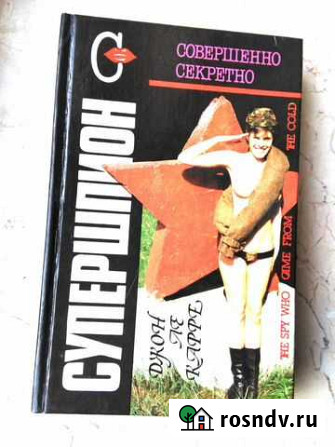 СОВЕРШЕННО
СЕКРЕТНО
СУПЕРШПИОН
ДЖОН
ЛЕ
КАРРЕ
THE SPY WHO CAME FROM THE COLD
rosndv.ru